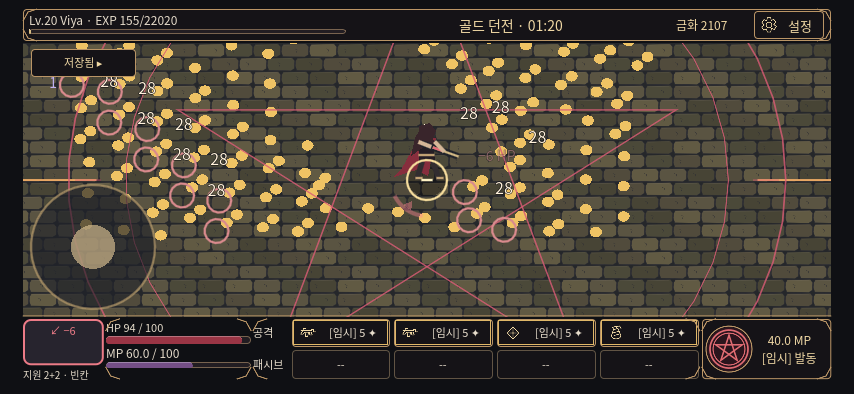 Lv.20 Viya · EXP 155/22020
골드 던전 · 01:20
금화 2107
설정
저장됨 ▸
1
28
28
28
28
28
28
28
28
28
28
28
↙ −6
HP 94 / 100
MP 60.0 / 100
지원 2+2 · 빈칸
공격
[임시] 5 ✦
[임시] 5 ✦
[임시] 5 ✦
[임시] 5 ✦
패시브
--
--
--
--
40.0 MP
[임시] 발동